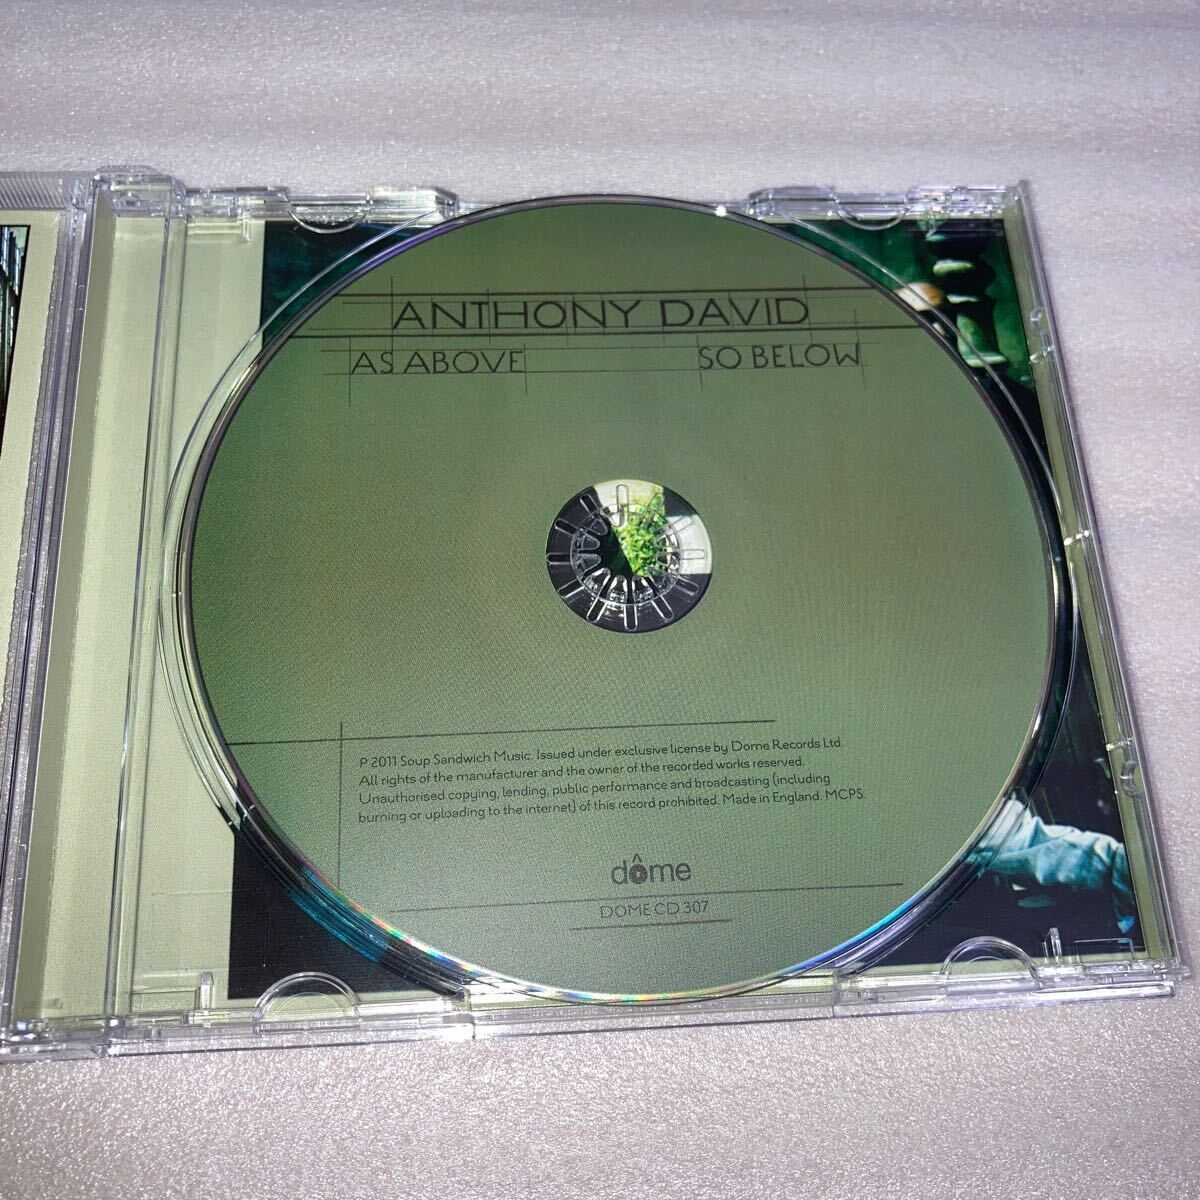 ANTHONY DAVID
AS ABOVE SO BELOW
P 2011 Soup Sandwich Music. Issued under exclusive license by Dome Records Ltd.
All rights of the manufacturer and the owner of the recorded works reserved.
Unauthorised copying, lending, public performance and broadcasting (including
burning or uploading to the internet) of this record prohibited. Made in England. MCPS.
dôme
DOME CD 307